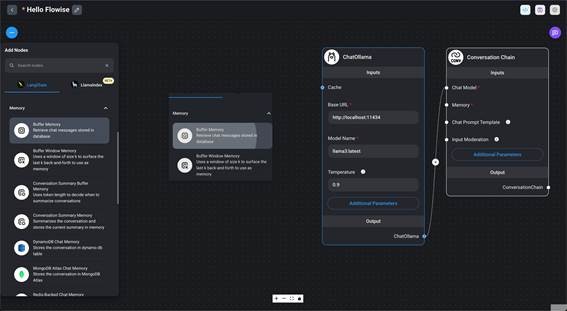 * Hello Flowise
Add Nodes
Search nodes
LangChain
LlamaIndex
BETA
Memory
Buffer Memory
Retrieve chat messages stored in
database
Buffer Window Memory
Uses a window of size k to surface the
last k back-and-forth to use as
memory
Conversation Summary Buffer
Memory
Uses token length to decide when to
summarize conversations
Conversation Summary Memory
Summarizes the conversation and
stores the current summary in memory
DynamoDB Chat Memory
Stores the conversation in dynamo db
table
MongoDB Atlas Chat Memory
Stores the conversation in MongoDB
Atlas
Redis-Backed Chat Memory
Memory
Buffer Memory
Retrieve chat messages stored in
database
Buffer Window Memory
Uses a window of size k to surface the
last k back-and-forth to use as
memory
ChatOllama
Inputs
Cache
Base URL *
http://localhost:11434
Model Name *
llama3:latest
Temperature
0.9
Additional Parameters
Output
ChatOllama
CONV
Conversation Chain
Inputs
Chat Model *
Memory *
Chat Prompt Template
Input Moderation
Additional Parameters
Output
ConversationChain